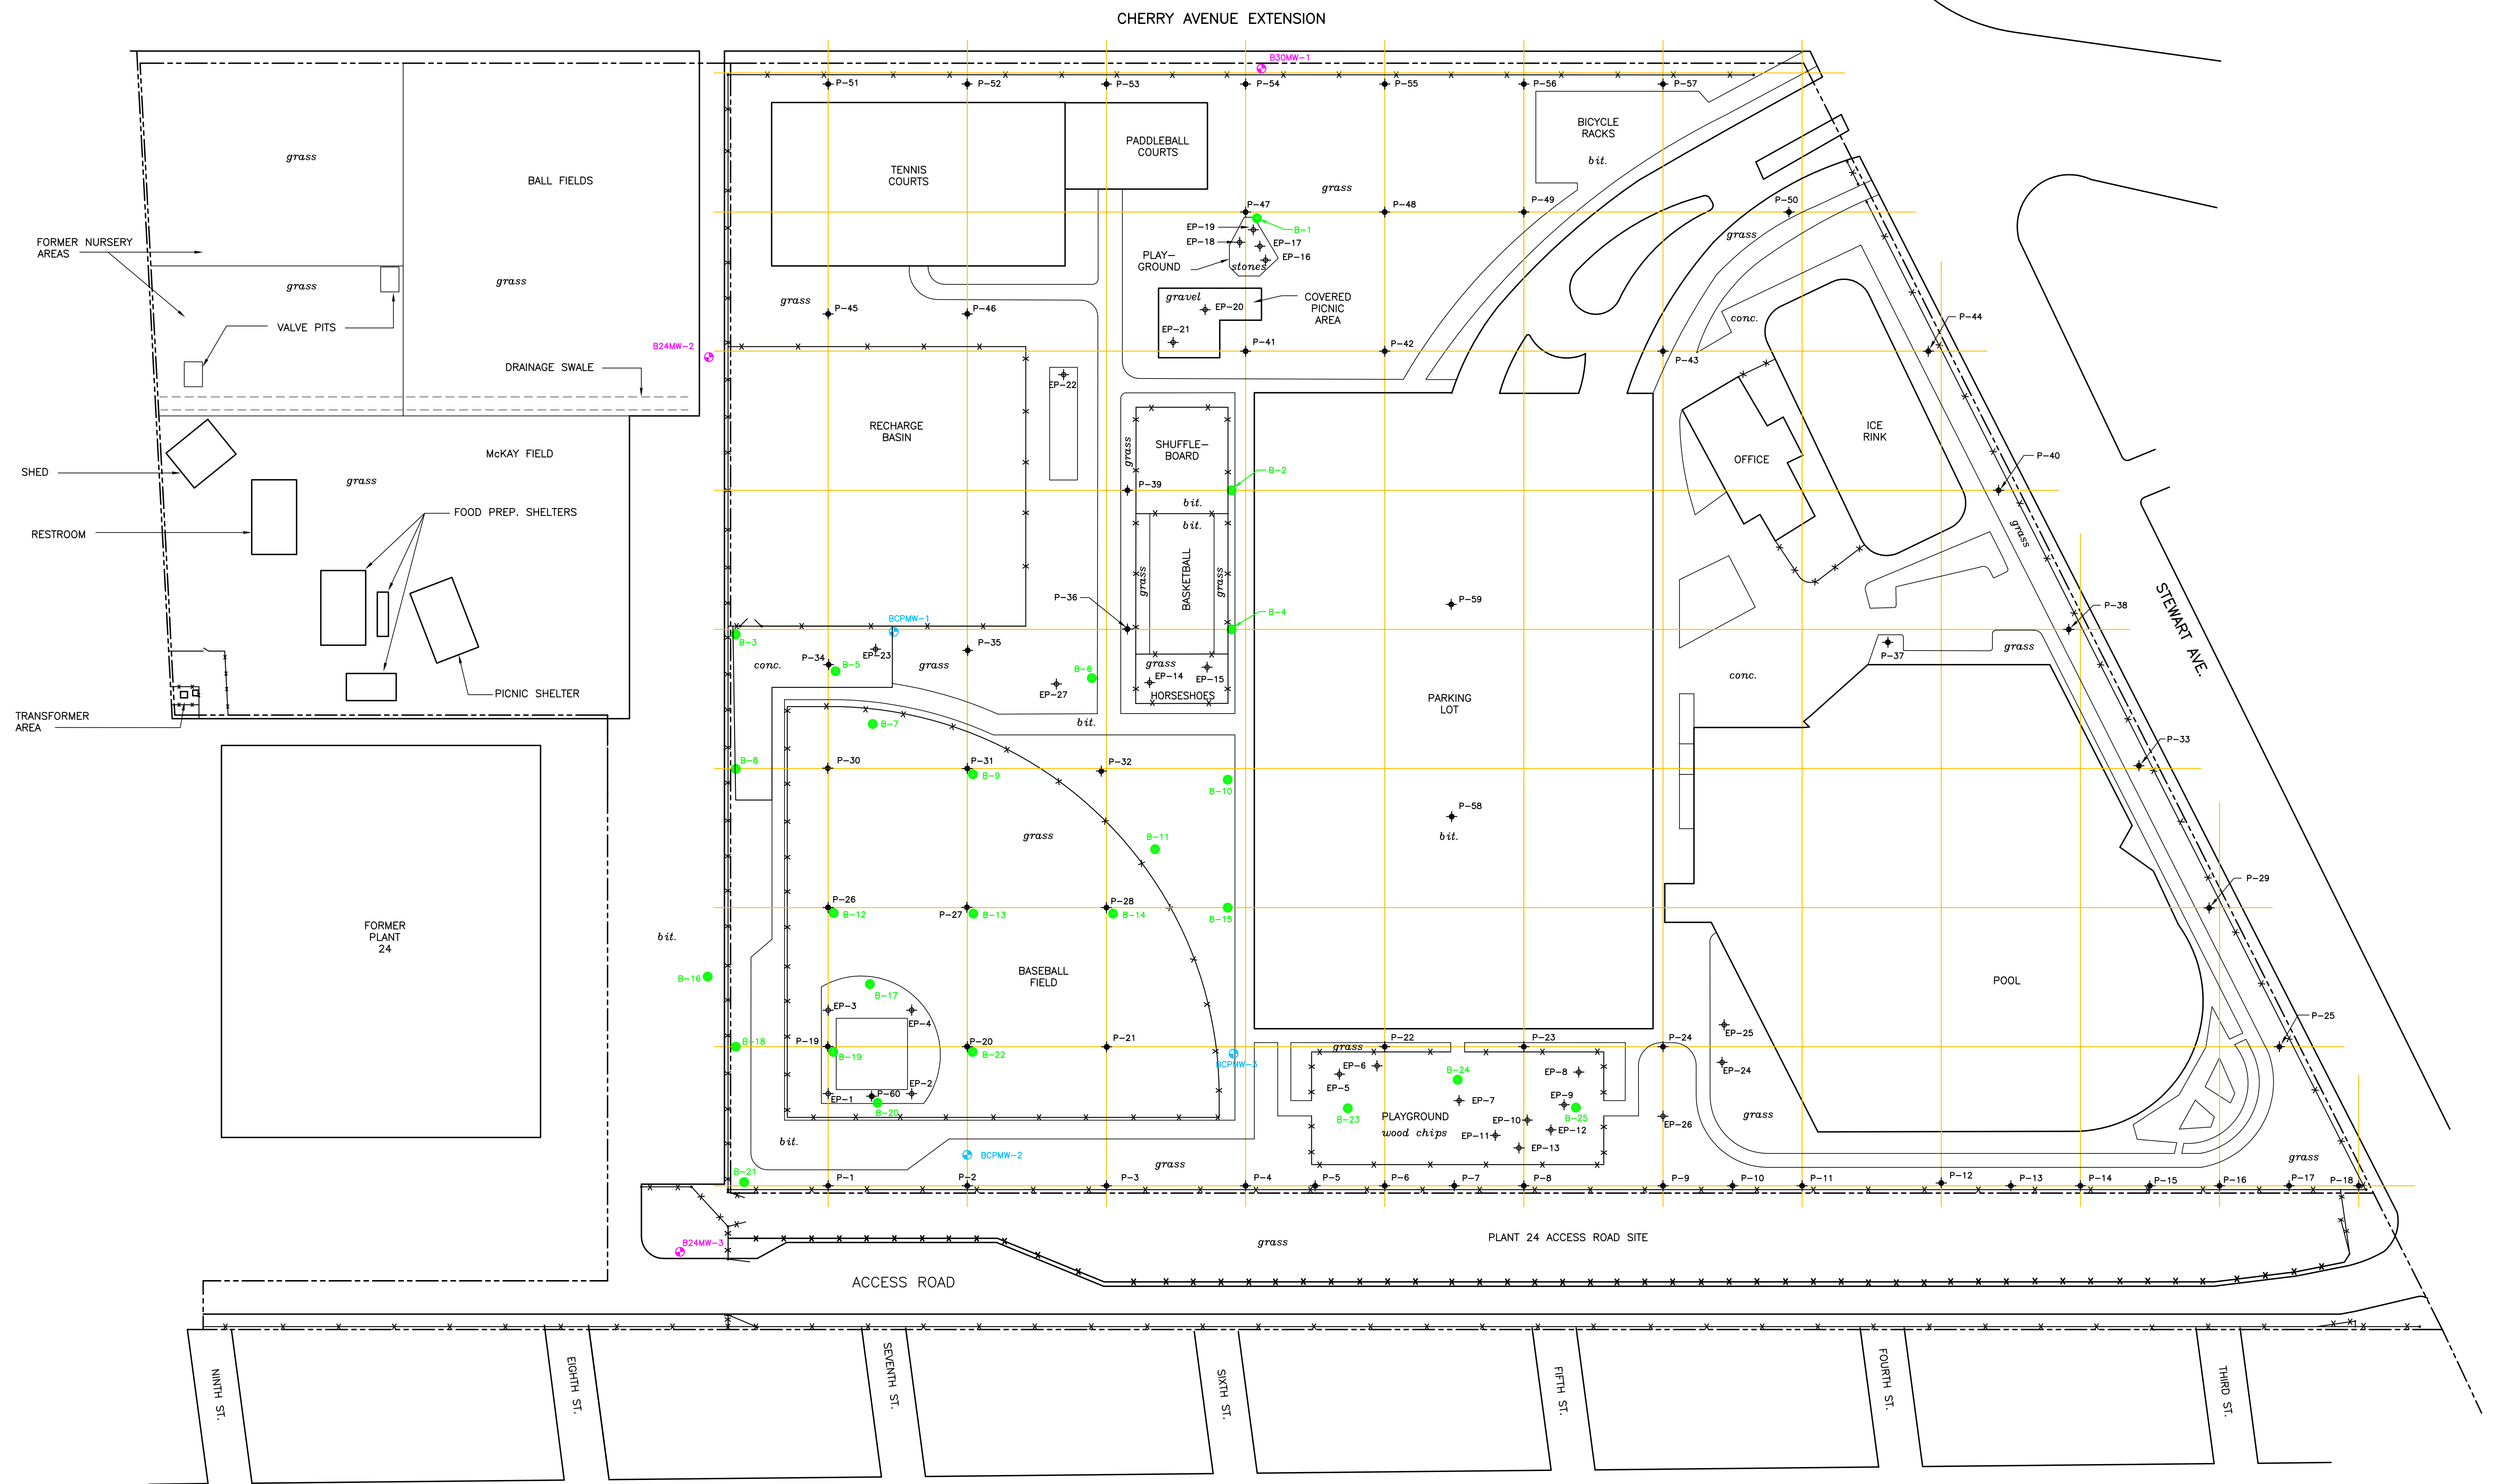 CHERRY AVENUE EXTENSION
B30MW-1
P-51
P-52
P-53
P-54
P-55
P-56
P-57
BICYCLE
RACKS
bit.
PADDLEBALL
COURTS
TENNIS
COURTS
grass
BALL FIELDS
grass
P-47
P-48
P-49
P-50
EP-19
B-1
EP-18
EP-17
EP-16
PLAY-
GROUND
stones
grass
FORMER NURSERY
AREAS
grass
grass
grass
gravel
COVERED
PICNIC
AREA
EP-20
EP-21
P-45
P-46
conc.
P-44
VALVE PITS
B24MW-2
P-41
P-42
P-43
DRAINAGE SWALE
EP-22
RECHARGE
BASIN
SHUFFLE-
BOARD
grass
ICE
RINK
OFFICE
McKAY FIELD
SHED
grass
B-2
P-40
P-39
bit.
bit.
FOOD PREP. SHELTERS
RESTROOM
grass
BASKETBALL
grass
grass
STEWART AVE.
P-36
P-59
B-4
P-38
BCPMW-1
B-3
P-37
EP-23
P-35
P-34
B-5
conc.
grass
B-6
grass
grass
EP-27
EP-14
EP-15
HORSESHOES
conc.
PICNIC SHELTER
PARKING
LOT
TRANSFORMER
AREA
B-7
bit.
P-33
B-8
P-30
P-31
B-9
P-32
B-10
P-58
bit.
grass
B-11
P-29
P-26
B-12
P-27
B-13
P-28
B-14
B-15
FORMER
PLANT
24
bit.
BASEBALL
FIELD
POOL
B-16
B-17
EP-3
EP-4
P-25
EP-25
B-18
P-19
B-19
P-20
B-22
P-21
BCPMW-3
grass
P-22
P-23
P-24
EP-24
EP-6
EP-5
B-24
EP-8
EP-2
EP-1
P-60
B-20
EP-7
EP-9
B-23
B-25
PLAYGROUND
wood chips
EP-10
EP-11
EP-12
EP-13
EP-26
grass
bit.
BCPMW-2
grass
grass
B-21
P-1
P-2
P-3
P-4
P-5
P-6
P-7
P-8
P-9
P-10
P-11
P-12
P-13
P-14
P-15
P-16
P-17
P-18
B24MW-3
grass
PLANT 24 ACCESS ROAD SITE
ACCESS ROAD
NINTH ST.
EIGHTH ST.
SEVENTH ST.
SIXTH ST.
FIFTH ST.
FOURTH ST.
THIRD ST.